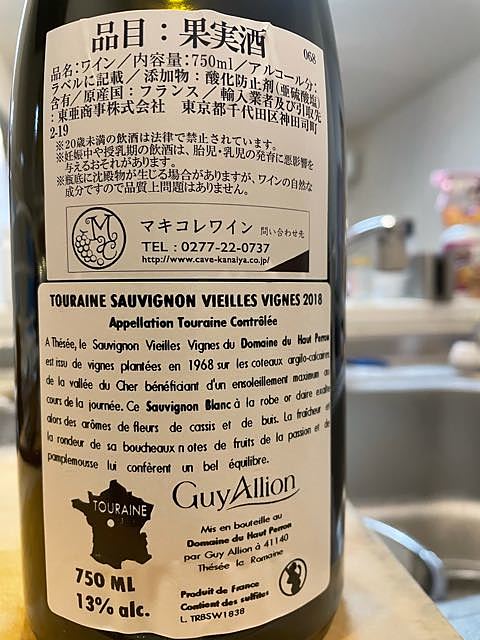 品目：果実酒
068
品名:ワイン／内容量:750ml／アルコール分:
ラベルに記載／添加物：酸化防止剤(亜硫酸塩)
含有／原産国：フランス／輸入業者及び引取先
:東亜商事株式会社　東京都千代田区神田司町
2-19
※20歳未満の飲酒は法律で禁止されています。
※妊娠中や授乳期の飲酒は、胎児・乳児の発育に悪影響を
与えるおそれがあります。
※瓶底に沈殿物が生じる場合がありますが、ワインの自然な
成分ですので品質上問題はありません。
マキコレワイン 問い合わせ先
TEL：0277-22-0737
http://www.cave-kanaiya.co.jp/
TOURAINE SAUVIGNON VIEILLES VIGNES 2018
Appellation Touraine Contrôlée
A Thésée, le Sauvignon Vieilles Vignes du Domaine du Haut Perron
est issu de vignes plantées en 1968 sur les coteaux argilo-calcaires
de la vallée du Cher bénéficiant d'un ensoleillement maximum au
cours de la journée. Ce Sauvignon Blanc à la robe or claire exalte
alors des arômes de fleurs de cassis et de buis. La fraîcheur et
la rondeur de sa boucheaux n otes de fruits de la passion et de
pamplemousse lui confèrent un bel équilibre.
TOURAINE
Guy Allion
Mis en bouteille au
Domaine du Haut Perron
par Guy Allion à 41140
Thésée la Romaine
750 ML
13% alc.
Produit de France
Contient des sulfites
L. TRBSW1838